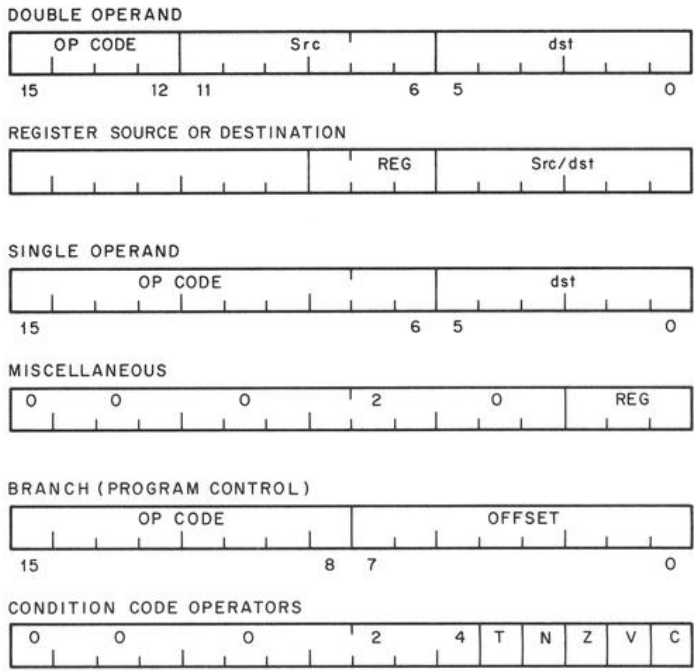 DOUBLE OPERAND
OP CODE Src dst
15 12 11 6 5 0
REGISTER SOURCE OR DESTINATION
REG Src/dst
SINGLE OPERAND
OP CODE dst
15 6 5 0
MISCELLANEOUS
0 0 0 2 0 REG
BRANCH (PROGRAM CONTROL)
OP CODE OFFSET
15 8 7 0
CONDITION CODE OPERATORS
0 0 0 2 4 T N Z V C